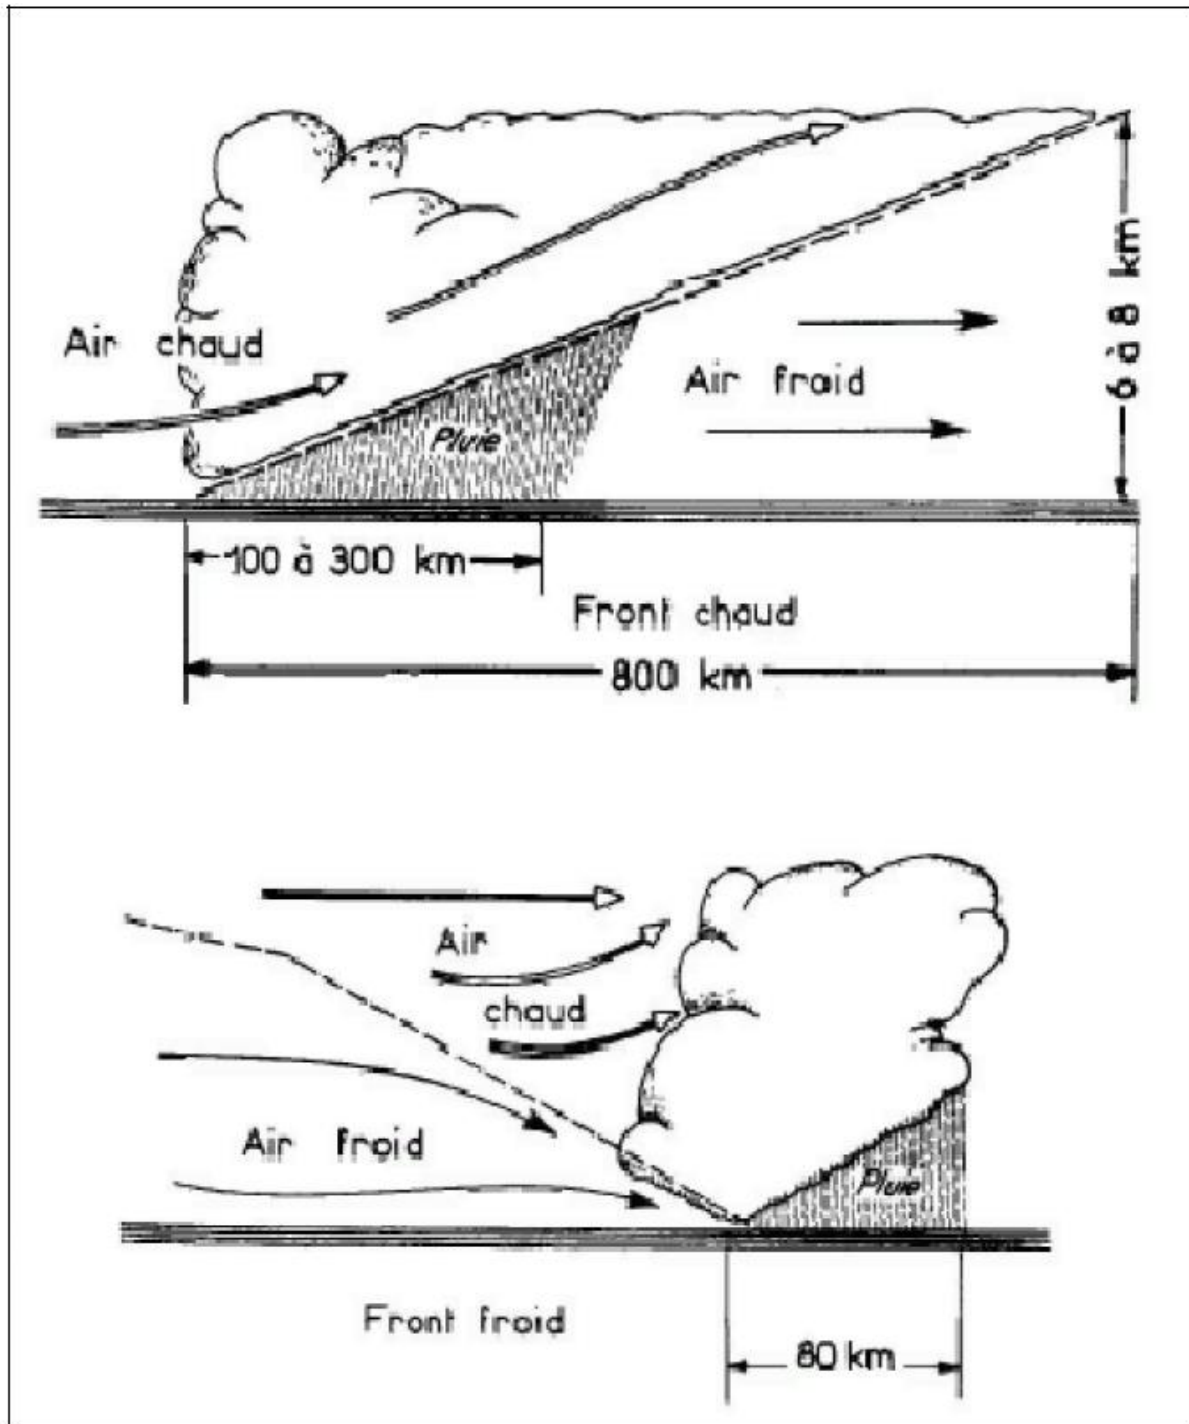 Air chaud
Air froid
Pluie
6 à 8 km
100 à 300 km
Front chaud
800 km
Air
chaud
Air froid
Pluie
Front froid
80 km